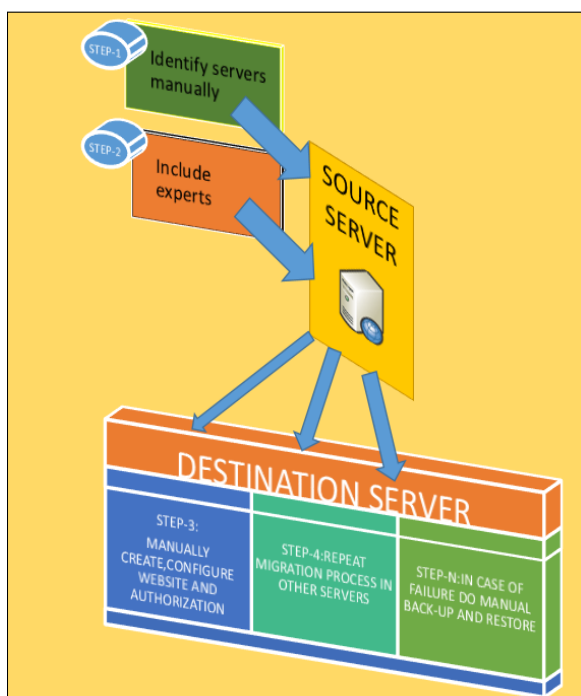 STEP-1
Identify servers
manually
STEP-2
Include
experts
SOURCE
SERVER
DESTINATION SERVER
STEP-3:
MANUALLY
CREATE,CONFIGURE
WEBSITE AND
AUTHORIZATION
STEP-4:REPEAT
MIGRATION PROCESS IN
OTHER SERVERS
STEP-N:IN CASE OF
FAILURE DO MANUAL
BACK-UP AND RESTORE